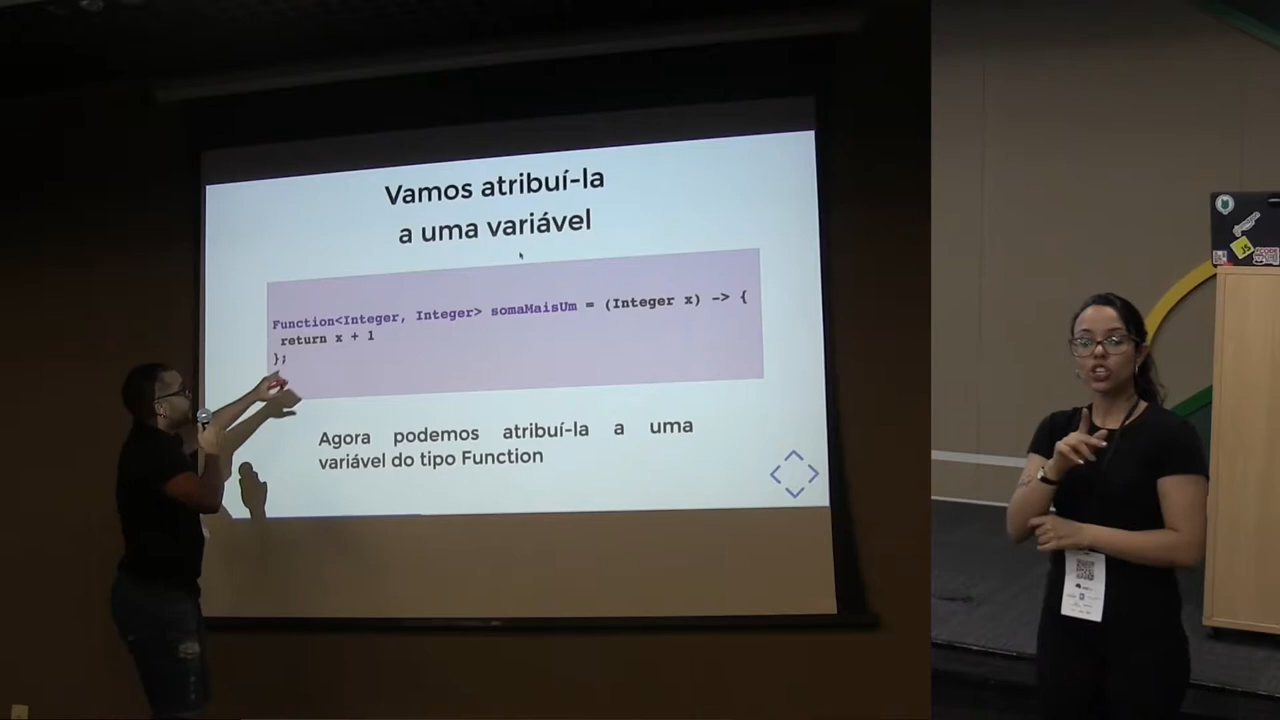 Vamos atribuí-la
a uma variável
Function<Integer, Integer> somaMaisUm = (Integer x) -> {
return x + 1
};
Agora podemos atribuí-la a uma
variável do tipo Function
JS